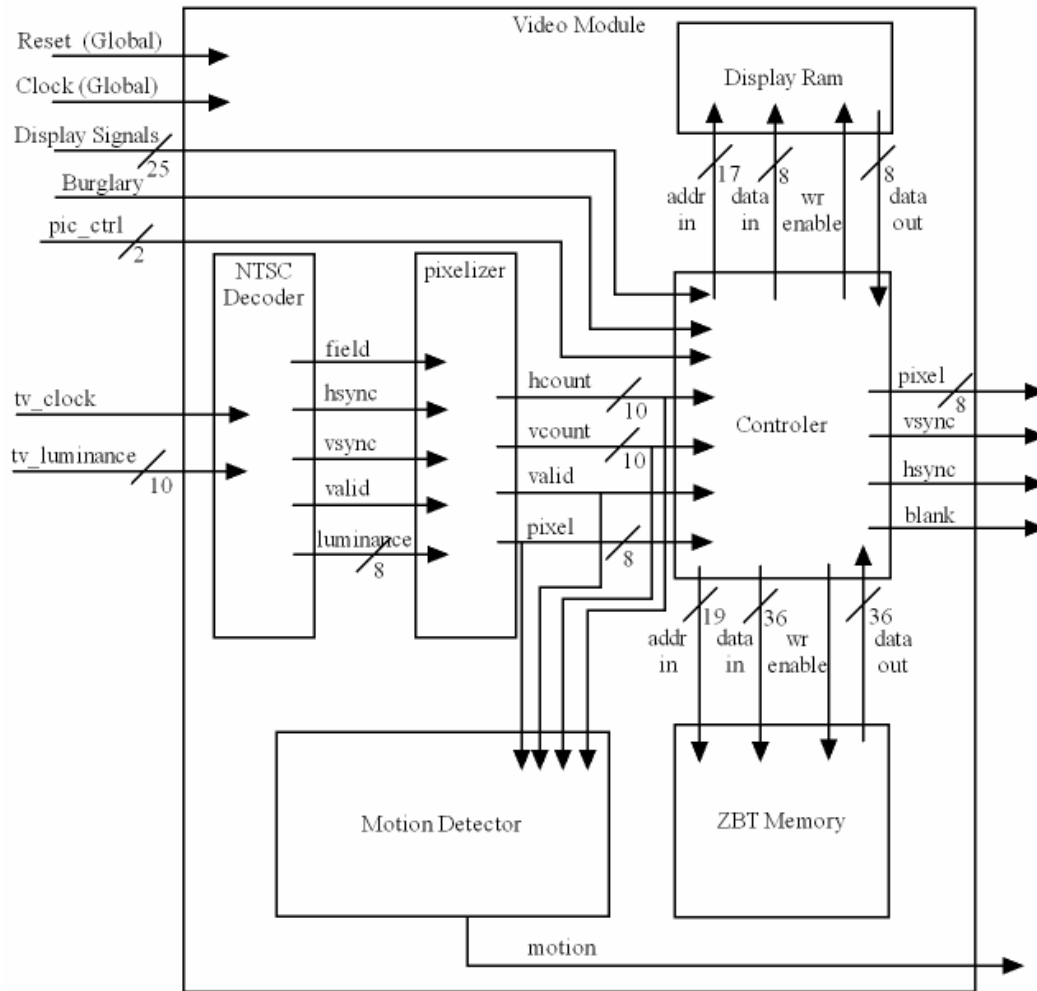 Video Module
Reset (Global)
Clock (Global)
Display Signals
25
Burglary
pic_ctrl
2
Display Ram
17
8
8
addr
in
data
in
wr
enable
data
out
NTSC
Decoder
pixelizer
tv_clock
tv_luminance
10
field
hsync
vsync
valid
luminance
8
hcount
10
vcount
10
valid
pixel
8
Controler
pixel
8
vsync
hsync
blank
19
36
36
addr
in
data
in
wr
enable
data
out
Motion Detector
ZBT Memory
motion